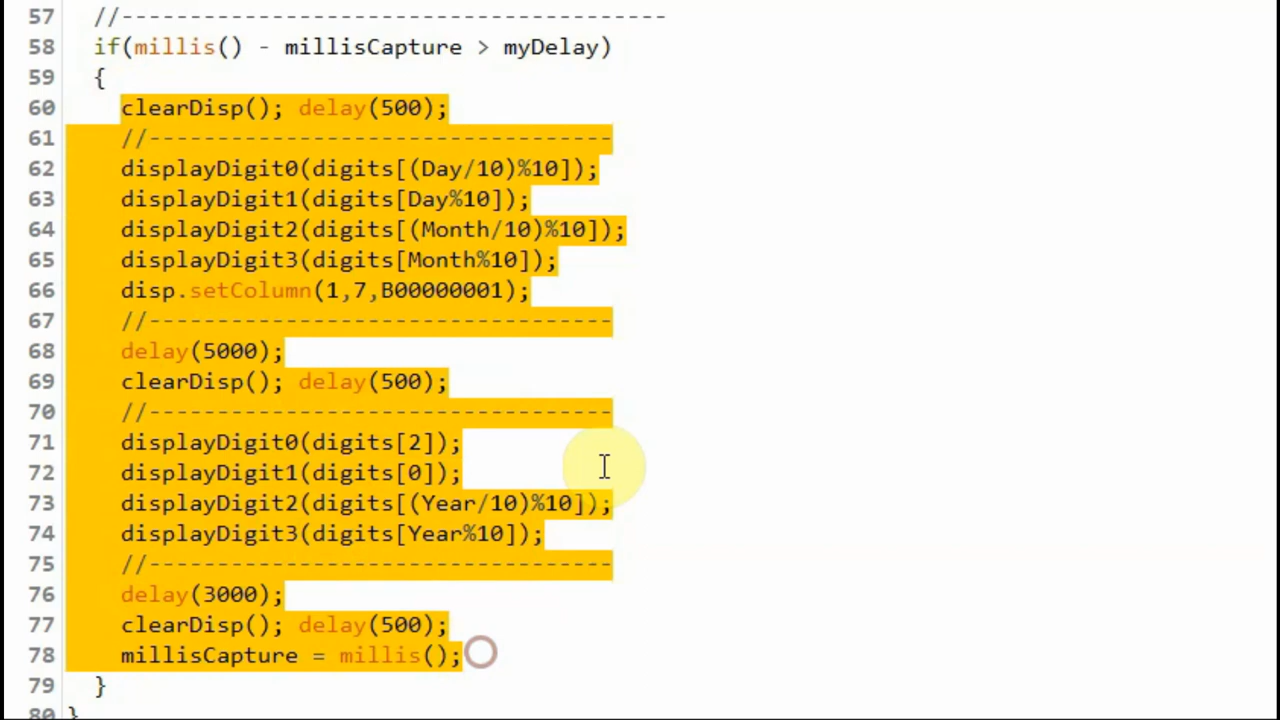 57 //--------------------------------------
58 if(millis() - millisCapture > myDelay)
59 {
60 clearDisp(); delay(500);
61 //----------------------------------
62 displayDigit0(digits[(Day/10)%10]);
63 displayDigit1(digits[Day%10]);
64 displayDigit2(digits[(Month/10)%10]);
65 displayDigit3(digits[Month%10]);
66 disp.setColumn(1,7,B00000001);
67 //----------------------------------
68 delay(5000);
69 clearDisp(); delay(500);
70 //----------------------------------
71 displayDigit0(digits[2]);
72 displayDigit1(digits[0]);
73 displayDigit2(digits[(Year/10)%10]);
74 displayDigit3(digits[Year%10]);
75 //----------------------------------
76 delay(3000);
77 clearDisp(); delay(500);
78 millisCapture = millis();
79 }
80 }